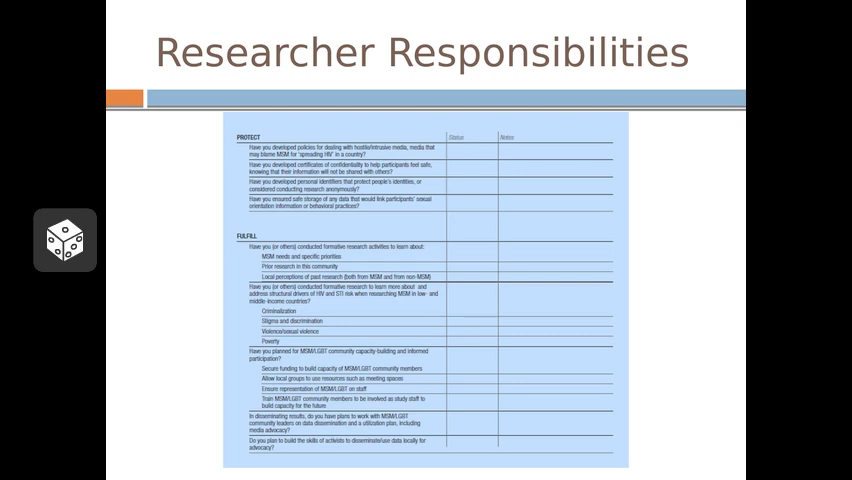 Researcher Responsibilities
PROTECT Status Notes
Have you developed policies for dealing with hostile/intrusive media, media that
may blame MSM for 'spreading HIV' in a country?
Have you developed certificates of confidentiality to help participants feel safe,
knowing that their information will not be shared with others?
Have you developed personal identifiers that protect people's identities, or
considered conducting research anonymously?
Have you ensured safe storage of any data that would link participants' sexual
orientation information or behavioral practices?
FULFILL
Have you (or others) conducted formative research activities to learn about:
MSM needs and specific priorities
Prior research in this community
Local perceptions of past research (both from MSM and from non-MSM)
Have you (or others) conducted formative research to learn more about and
address structural drivers of HIV and STI risk when researching MSM in low- and
middle-income countries?
Criminalization
Stigma and discrimination
Violence/sexual violence
Poverty
Have you planned for MSM/LGBT community capacity-building and informed
participation?
Secure funding to build capacity of MSM/LGBT community members
Allow local groups to use resources such as meeting spaces
Ensure representation of MSM/LGBT on staff
Train MSM/LGBT community members to be involved as study staff to
build capacity for the future
In disseminating results, do you have plans to work with MSM/LGBT
community leaders on data dissemination and a utilization plan, including
media advocacy?
Do you plan to build the skills of activists to disseminate/use data locally for
advocacy?